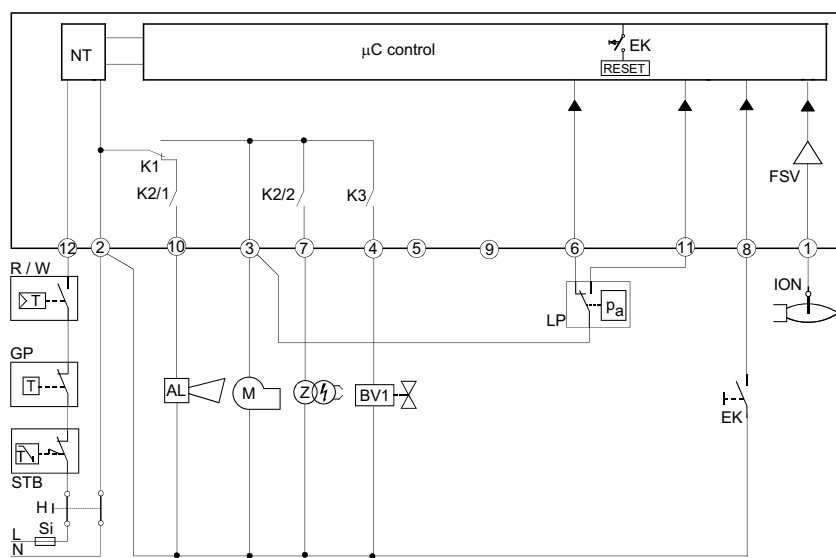 NT
µC control
EK
RESET
K1
K2/1
K2/2
K3
FSV
12
2
10
3
7
4
5
9
6
11
8
1
R / W
T
ION
LP
pa
GP
T
AL
M
Z
BV1
EK
T
STB
H
L
Si
N